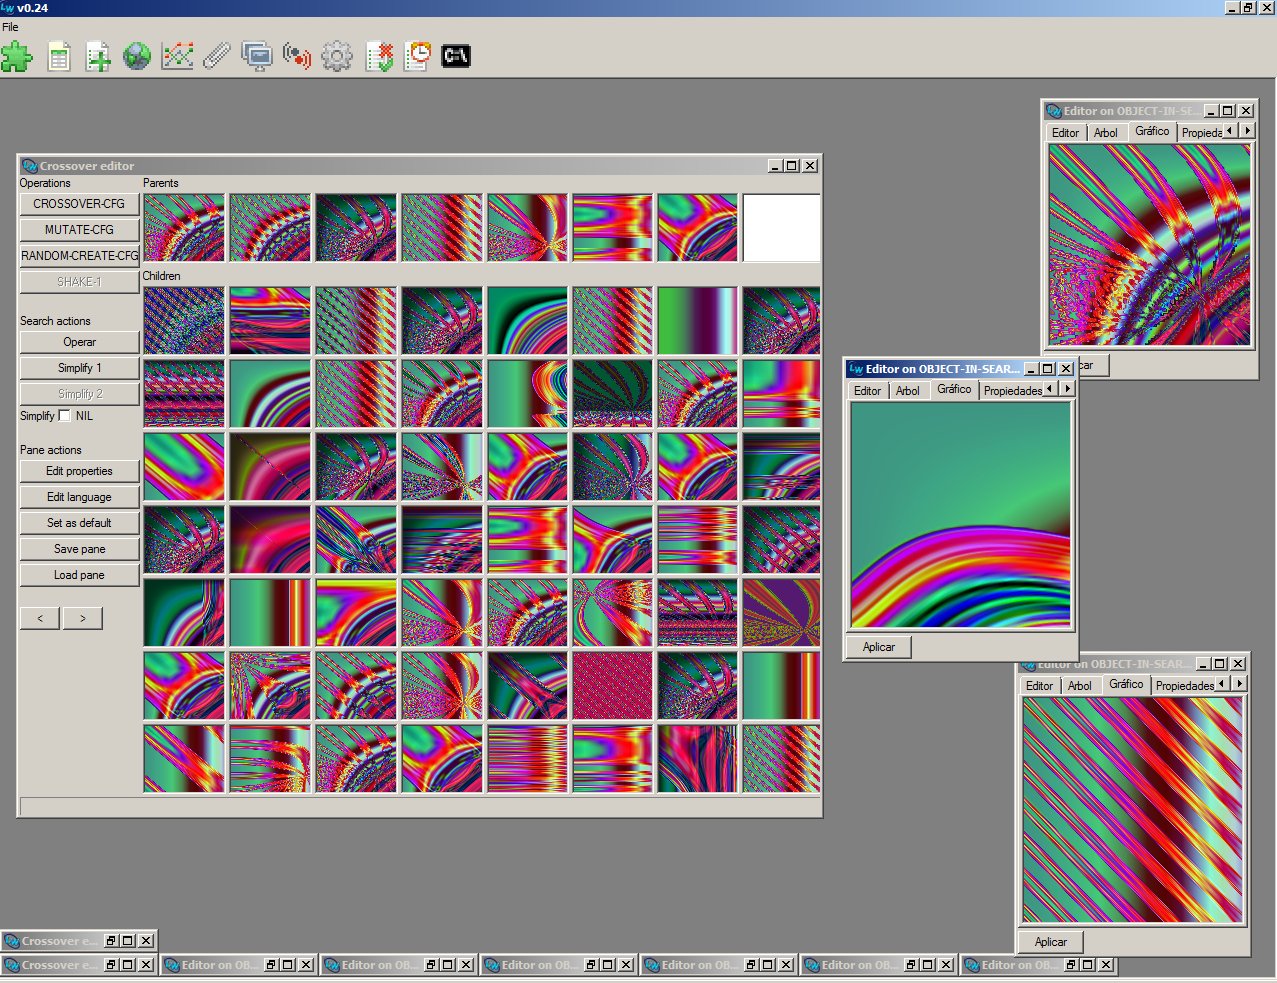 v0.24
File
C:\
Editor on OBJECT-IN-SE...
Editor Arbol Gráfico Propieda
Crossover editor
Operations
CROSSOVER-CFG
MUTATE-CFG
RANDOM-CREATE-CFG
SHAKE-1
Search actions
Operar
Simplify 1
Simplify 2
Simplify NIL
Pane actions
Edit properties
Edit language
Set as default
Save pane
Load pane
< >
Parents
Children
Editor on OBJECT-IN-SEAR...
Editor Arbol Gráfico Propiedades
Aplicar
Editor on OBJECT-IN-SEAR...
Editor Arbol Gráfico Propiedades
Aplicar
Crossover e...
Crossover e... Editor on OB... Editor on OB... Editor on OB... Editor on OB... Editor on OB... Editor on OB...